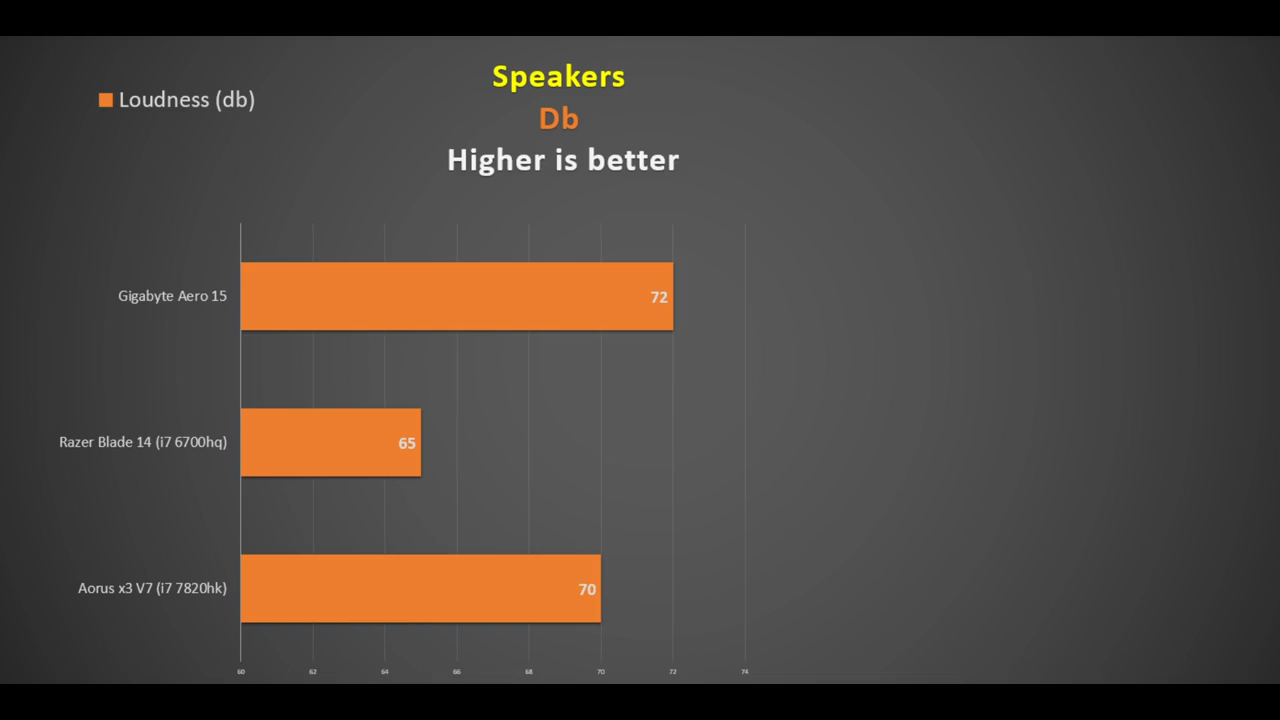 Speakers
Db
Higher is better
Loudness (db)
Gigabyte Aero 15
72
Razer Blade 14 (i7 6700hq)
65
Aorus x3 V7 (i7 7820hk)
70
60 62 64 66 68 70 72 74